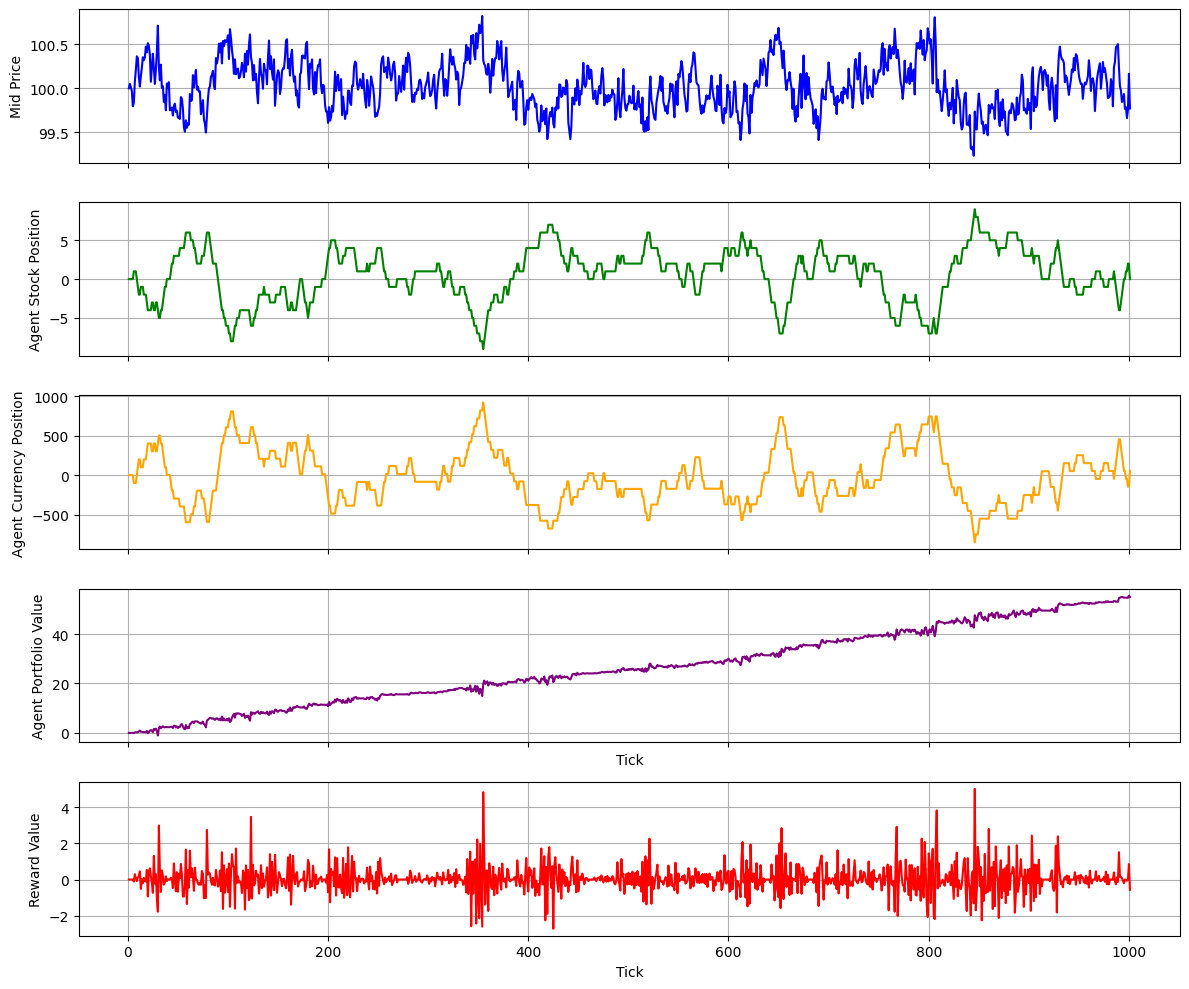 Mid Price
100.5
100.0
99.5
Agent Stock Position
5
0
−5
Agent Currency Position
1000
500
0
−500
Agent Portfolio Value
40
20
0
Tick
Reward Value
4
2
0
−2
0 200 400 600 800 1000
Tick